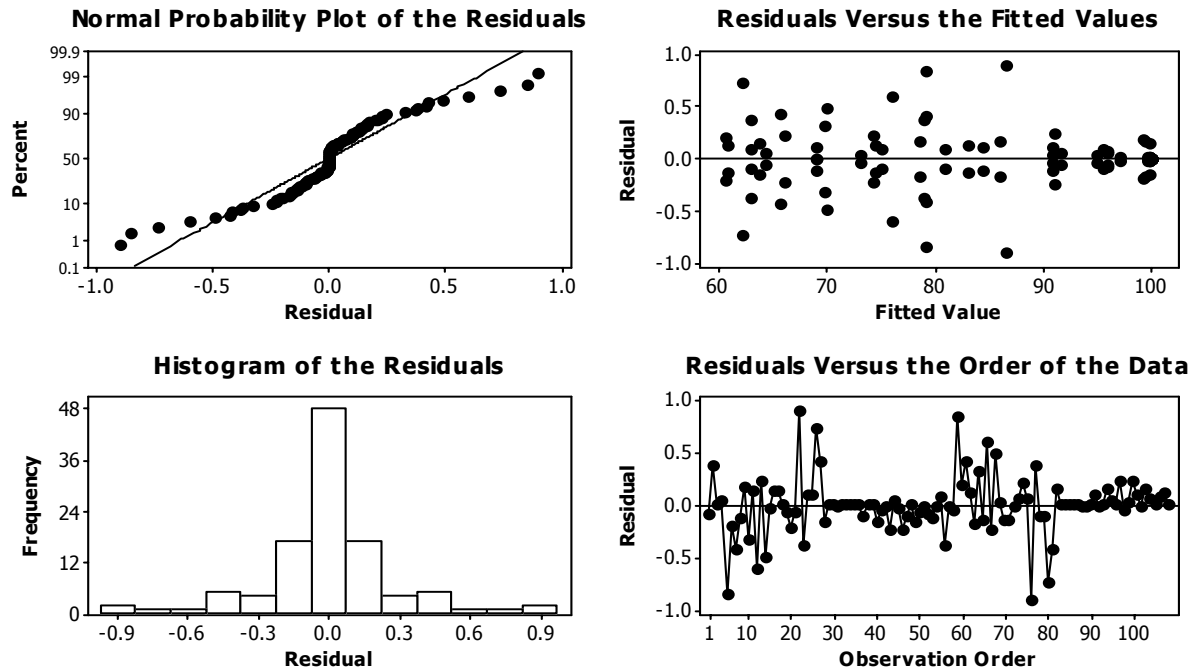 Normal Probability Plot of the Residuals
99.9
99
90
50
10
1
0.1
Percent
-1.0 -0.5 0.0 0.5 1.0
Residual
Residuals Versus the Fitted Values
1.0
0.5
0.0
-0.5
-1.0
Residual
60 70 80 90 100
Fitted Value
Histogram of the Residuals
48
36
24
12
0
Frequency
-0.9 -0.6 -0.3 0.0 0.3 0.6 0.9
Residual
Residuals Versus the Order of the Data
1.0
0.5
0.0
-0.5
-1.0
Residual
1 10 20 30 40 50 60 70 80 90 100
Observation Order